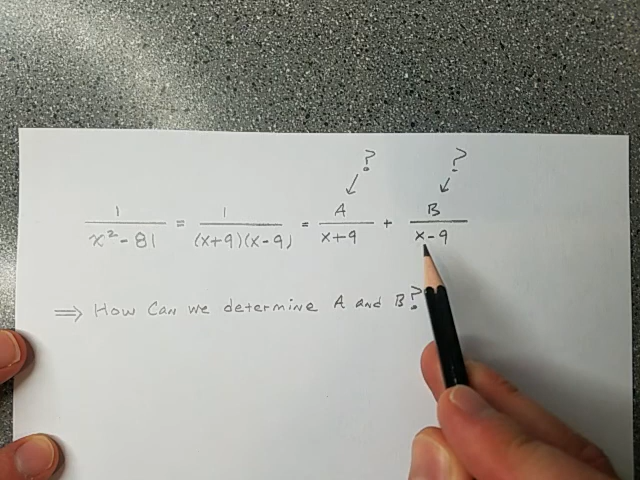 ? ?
1/(x²-81) = 1/((x+9)(x-9)) = A/(x+9) + B/(x-9)
⇒ How Can we determine A and B?